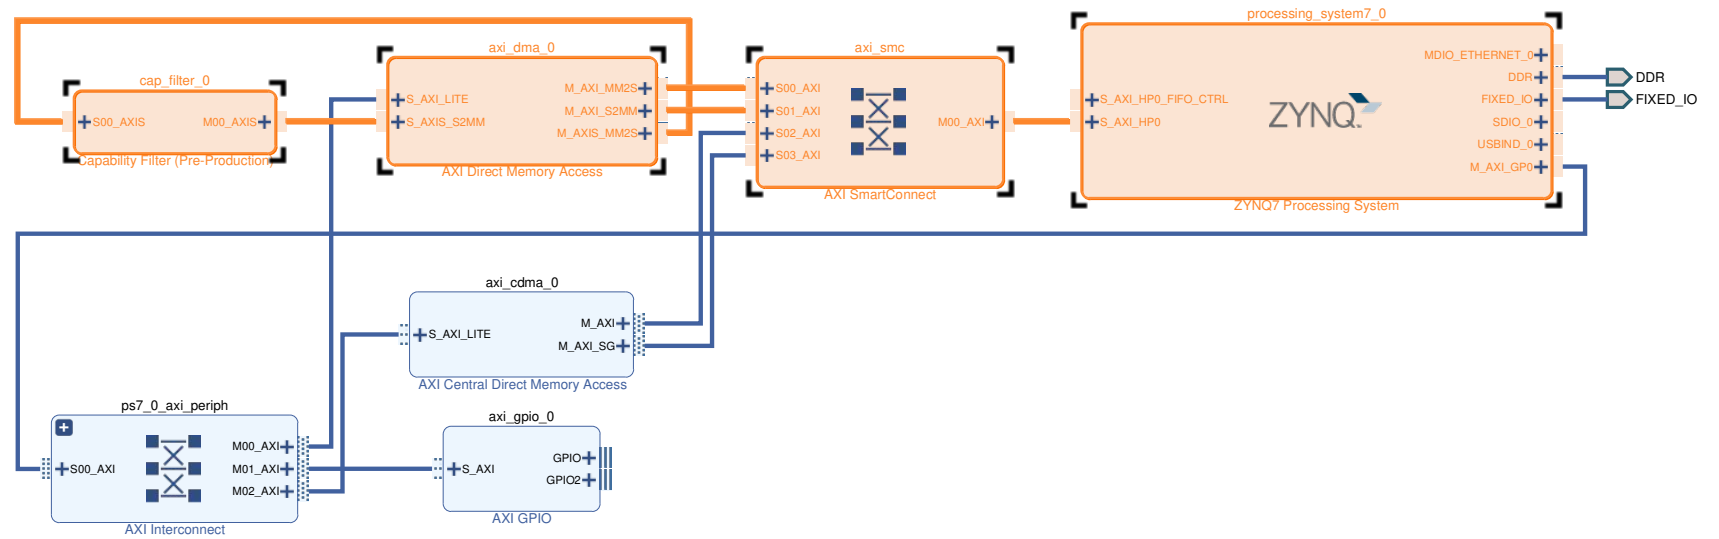 processing_system7_0
axi_dma_0
axi_smc
cap_filter_0
S00_AXIS
M00_AXIS
Capability Filter (Pre-Production)
S_AXI_LITE
S_AXIS_S2MM
M_AXI_MM2S
M_AXI_S2MM
M_AXIS_MM2S
AXI Direct Memory Access
S00_AXI
S01_AXI
S02_AXI
S03_AXI
M00_AXI
AXI SmartConnect
S_AXI_HP0_FIFO_CTRL
S_AXI_HP0
ZYNQ
MDIO_ETHERNET_0
DDR
FIXED_IO
SDIO_0
USBIND_0
M_AXI_GP0
ZYNQ7 Processing System
DDR
FIXED_IO
axi_cdma_0
S_AXI_LITE
M_AXI
M_AXI_SG
AXI Central Direct Memory Access
ps7_0_axi_periph
S00_AXI
M00_AXI
M01_AXI
M02_AXI
AXI Interconnect
axi_gpio_0
S_AXI
GPIO
GPIO2
AXI GPIO